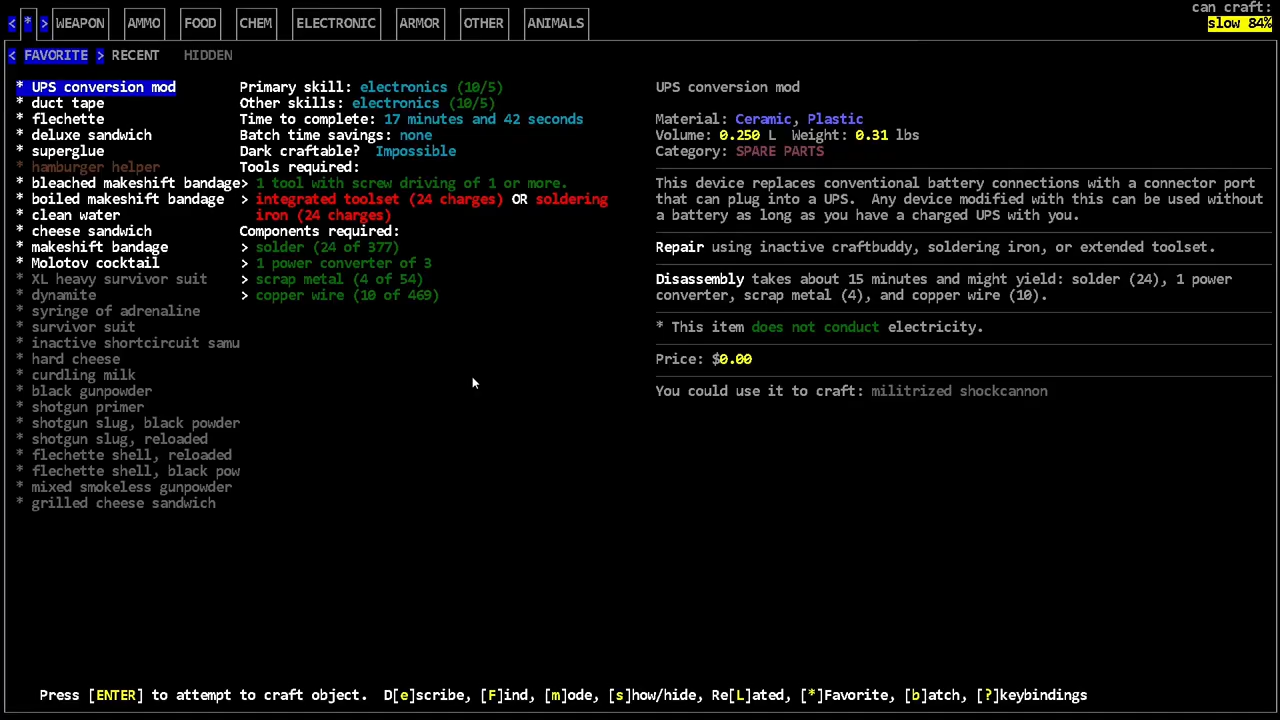 can craft:
< * > WEAPON AMMO FOOD CHEM ELECTRONIC ARMOR OTHER ANIMALS slow 84%
< FAVORITE > RECENT HIDDEN
* UPS conversion mod
* duct tape
* flechette
* deluxe sandwich
* superglue
* hamburger helper
* bleached makeshift bandage>
* boiled makeshift bandage
* clean water
* cheese sandwich
* makeshift bandage
* Molotov cocktail
* XL heavy survivor suit
* dynamite
* syringe of adrenaline
* survivor suit
* inactive shortcircuit samu
* hard cheese
* curdling milk
* black gunpowder
* shotgun primer
* shotgun slug, black powder
* shotgun slug, reloaded
* flechette shell, reloaded
* flechette shell, black pow
* mixed smokeless gunpowder
* grilled cheese sandwich
Primary skill: electronics (10/5)
Other skills: electronics (10/5)
Time to complete: 17 minutes and 42 seconds
Batch time savings: none
Dark craftable? Impossible
Tools required:
> 1 tool with screw driving of 1 or more.
> integrated toolset (24 charges) OR soldering
iron (24 charges)
Components required:
> solder (24 of 377)
> 1 power converter of 3
> scrap metal (4 of 54)
> copper wire (10 of 469)
UPS conversion mod
Material: Ceramic, Plastic
Volume: 0.250 L Weight: 0.31 lbs
Category: SPARE PARTS
This device replaces conventional battery connections with a connector port
that can plug into a UPS. Any device modified with this can be used without
a battery as long as you have a charged UPS with you.
Repair using inactive craftbuddy, soldering iron, or extended toolset.
Disassembly takes about 15 minutes and might yield: solder (24), 1 power
converter, scrap metal (4), and copper wire (10).
* This item does not conduct electricity.
Price: $0.00
You could use it to craft: militrized shockcannon
Press [ENTER] to attempt to craft object. D[e]scribe, [F]ind, [m]ode, [s]how/hide, Re[L]ated, [*]Favorite, [b]atch, [?]keybindings